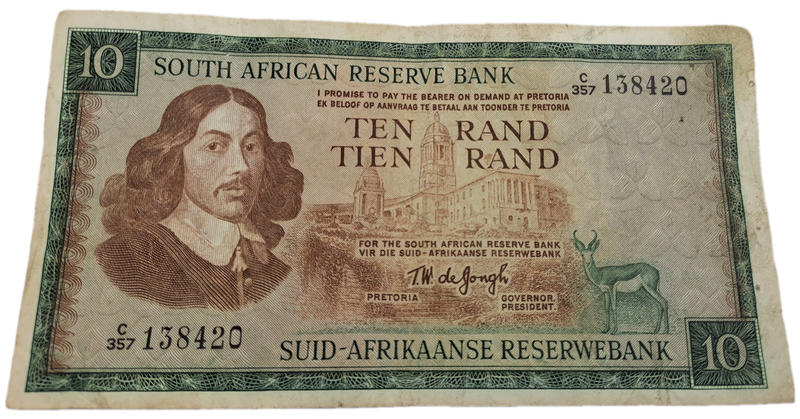 10
SOUTH AFRICAN RESERVE BANK
C/357 138420
I PROMISE TO PAY THE BEARER ON DEMAND AT PRETORIA
EK BELOOF OP AANVRAAG TE BETAAL AAN TOONDER TE PRETORIA
TEN RAND
TIEN RAND
FOR THE SOUTH AFRICAN RESERVE BANK
VIR DIE SUID-AFRIKAANSE RESERWEBANK
T.W. de Jongh
PRETORIA
GOVERNOR.
PRESIDENT.
C/357 138420
SUID-AFRIKAANSE RESERWEBANK
10